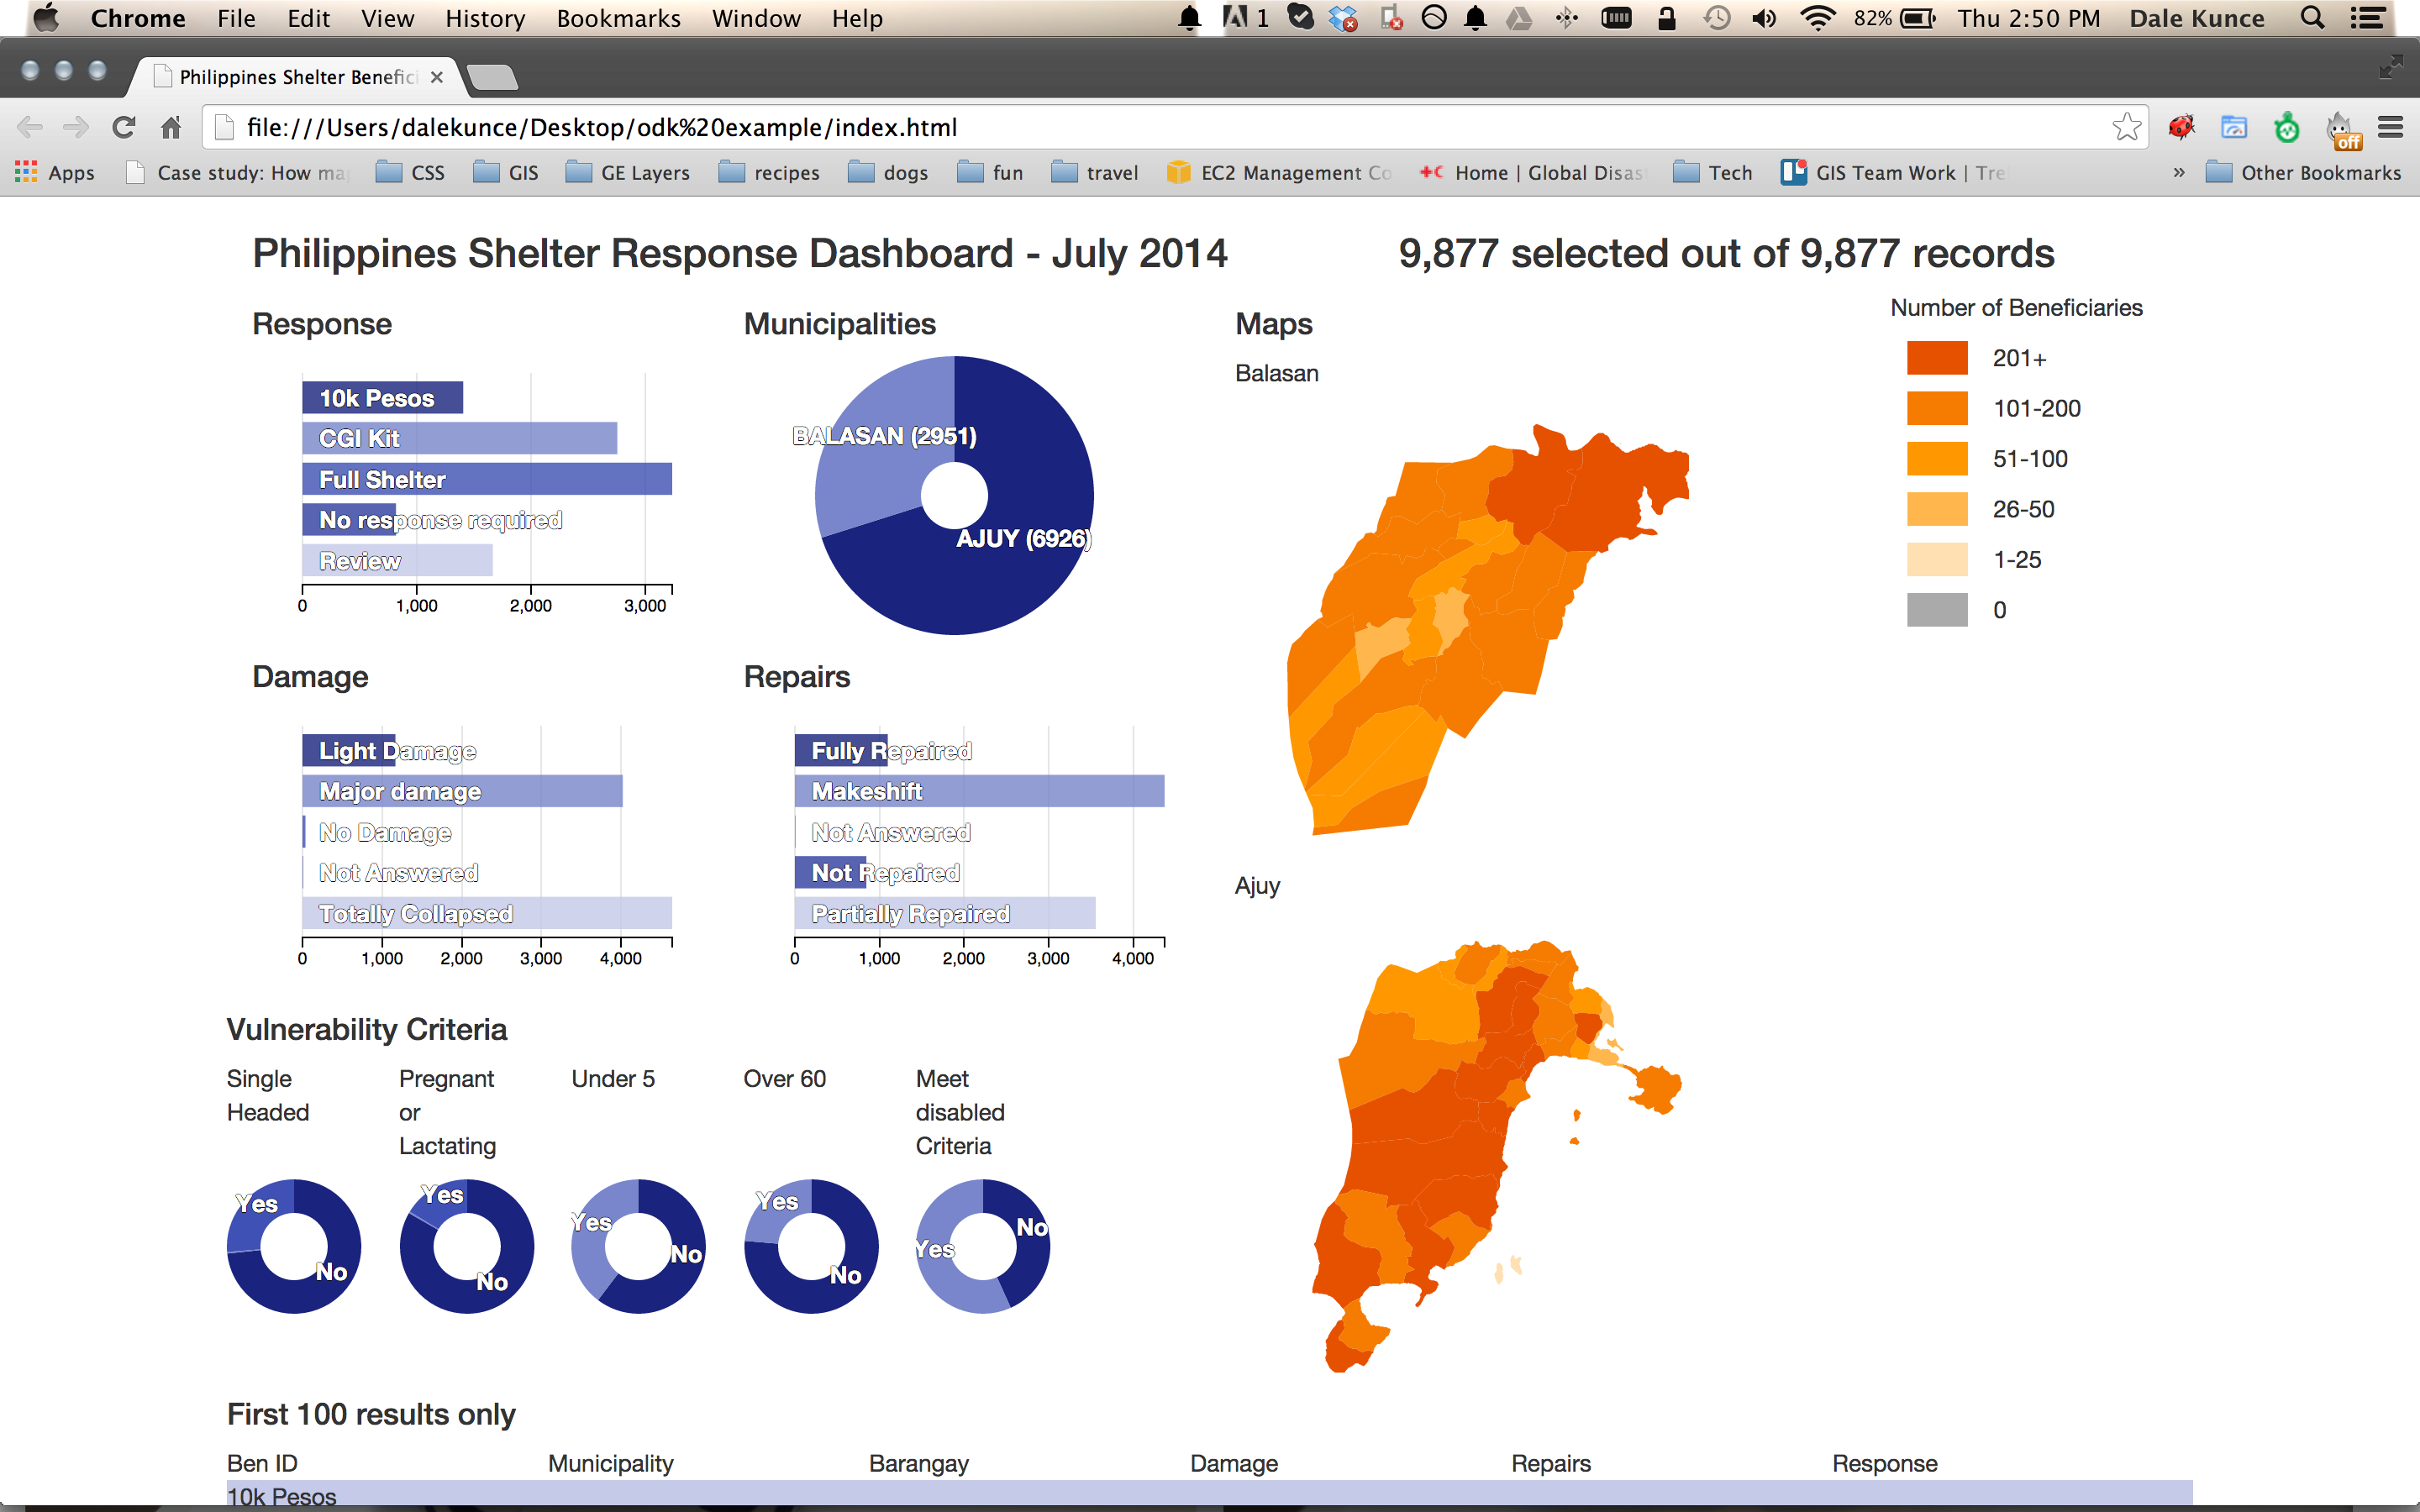 Chrome File Edit View History Bookmarks Window Help 1 82% Thu 2:50 PM Dale Kunce
Philippines Shelter Benefici
file:///Users/dalekunce/Desktop/odk%20example/index.html
off
Apps Case study: How ma CSS GIS GE Layers recipes dogs fun travel EC2 Management Co Home | Global Disas Tech GIS Team Work | Tre » Other Bookmarks
Philippines Shelter Response Dashboard - July 2014
9,877 selected out of 9,877 records
Response
10k Pesos
CGI Kit
Full Shelter
No response required
Review
0 1,000 2,000 3,000
Municipalities
BALASAN (2951)
AJUY (6926)
Maps
Balasan
Number of Beneficiaries
201+
101-200
51-100
26-50
1-25
0
Damage
Light Damage
Major damage
No Damage
Not Answered
Totally Collapsed
0 1,000 2,000 3,000 4,000
Repairs
Fully Repaired
Makeshift
Not Answered
Not Repaired
Partially Repaired
0 1,000 2,000 3,000 4,000
Ajuy
Vulnerability Criteria
Single
Headed
Yes
No
Pregnant
or
Lactating
Yes
No
Under 5
Yes
No
Over 60
Yes
No
Meet
disabled
Criteria
No
Yes
First 100 results only
Ben ID Municipality Barangay Damage Repairs Response
10k Pesos